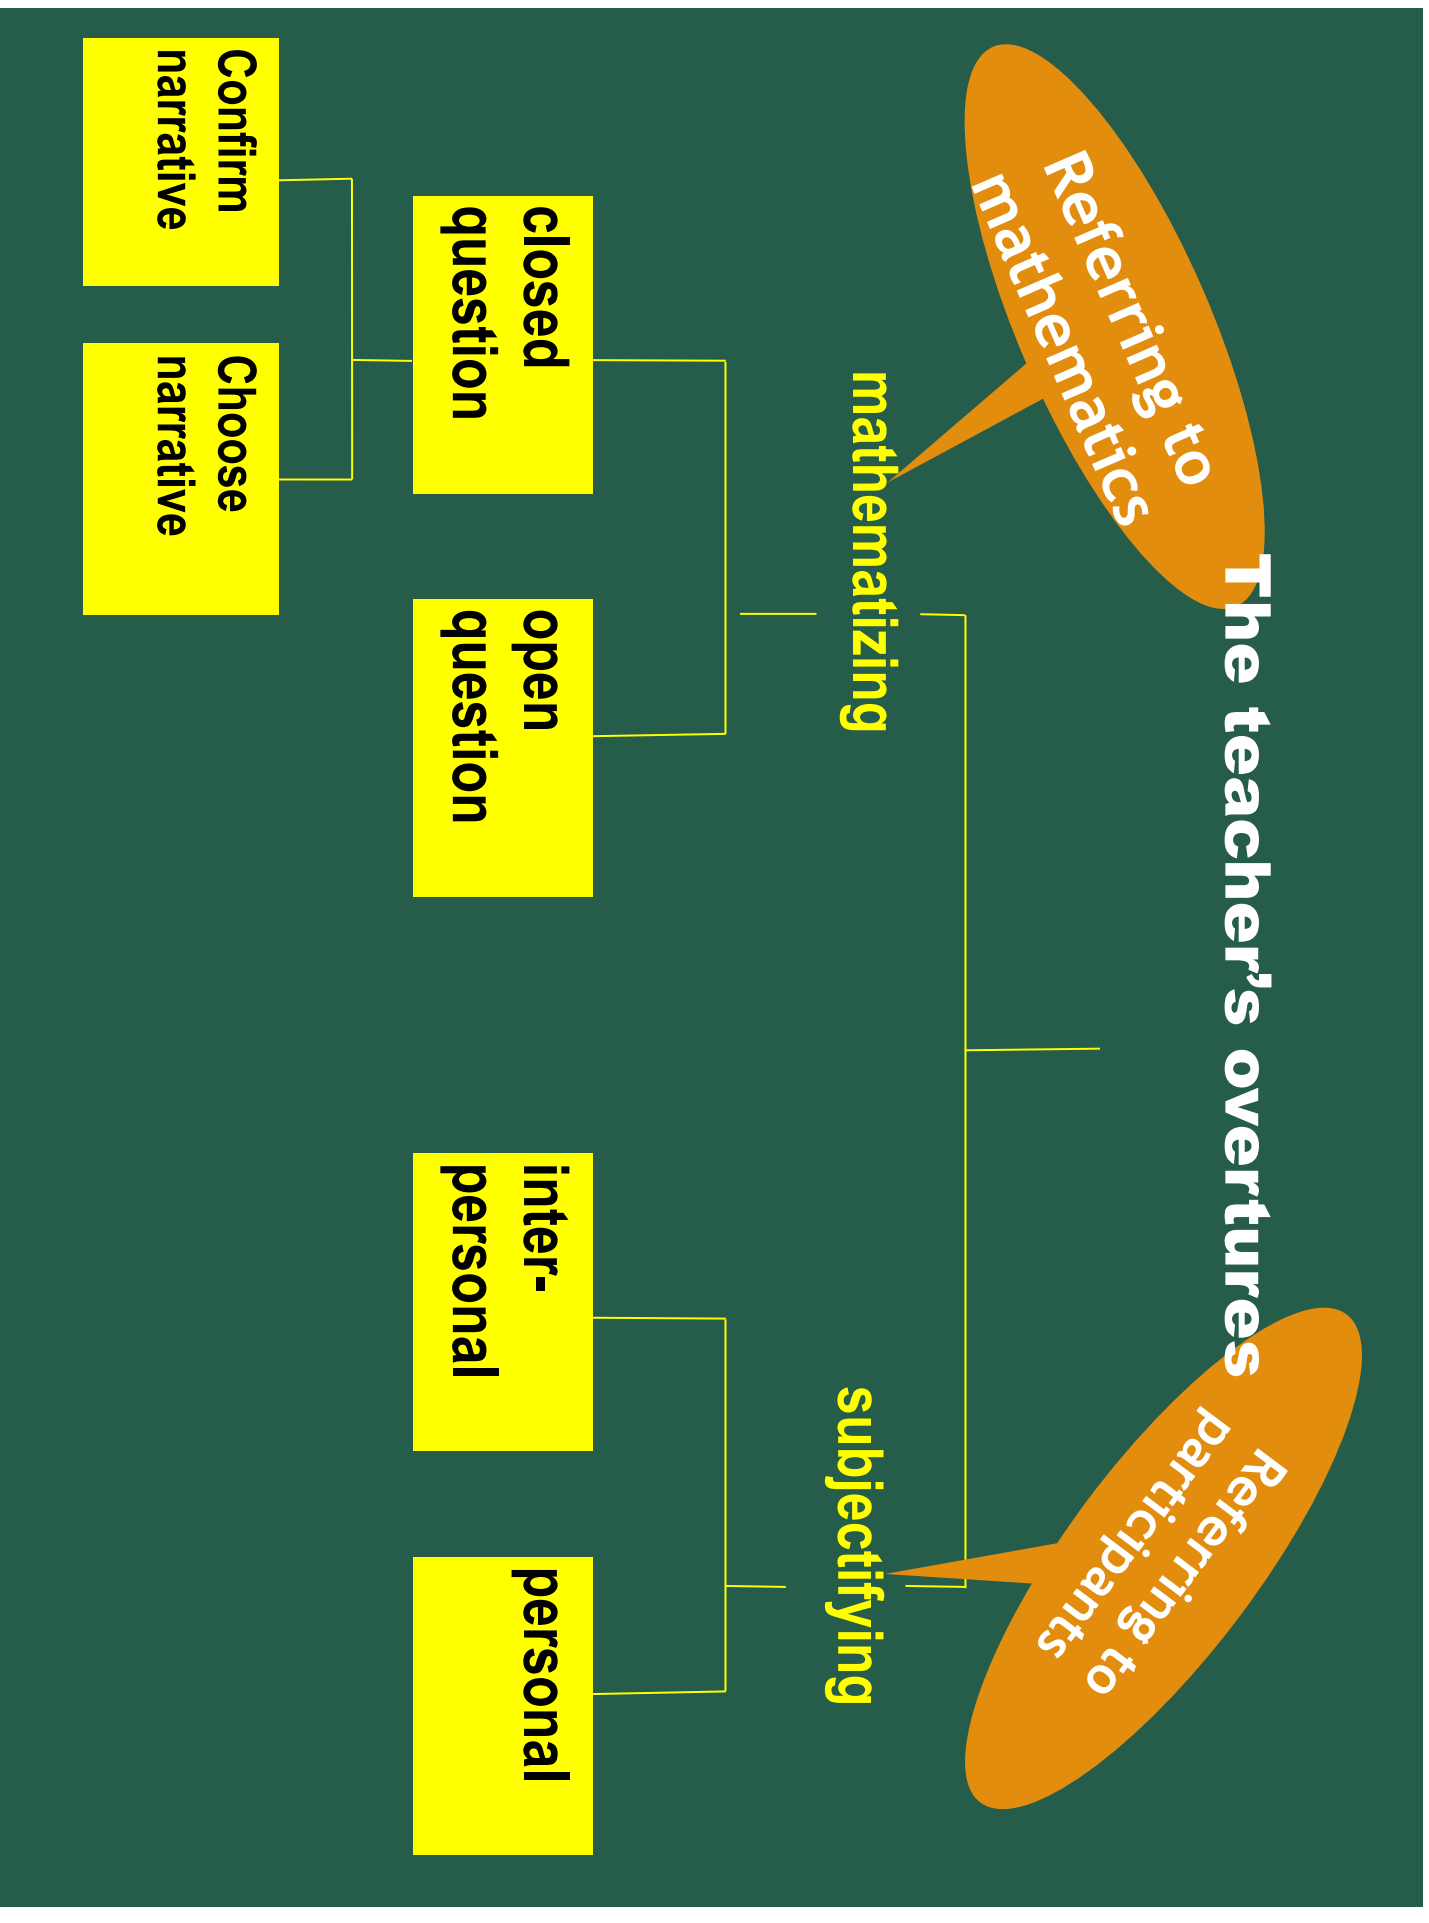 The teacher’s overtures
Referring to
mathematics
Referring to
participants
mathematizing
subjectifying
closed
question
open
question
inter-
personal
personal
Confirm
narrative
Choose
narrative